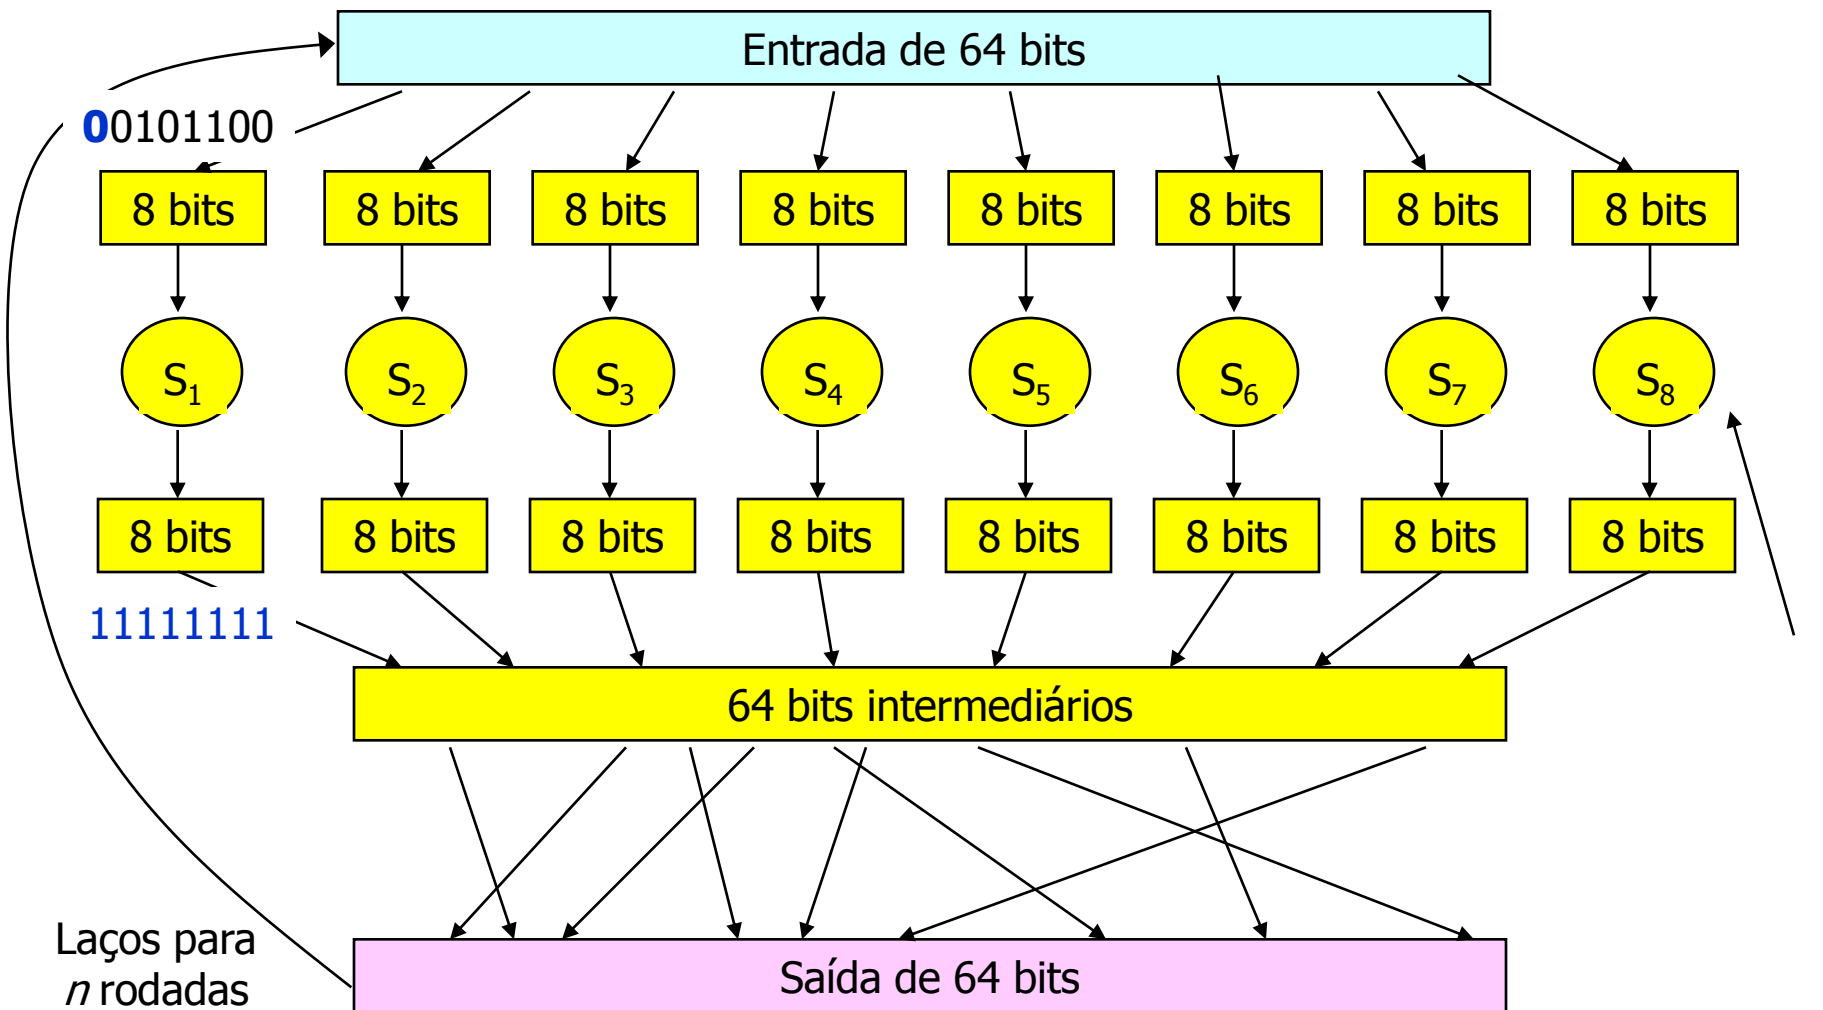 Entrada de 64 bits
00101100
8 bits 8 bits 8 bits 8 bits 8 bits 8 bits 8 bits 8 bits
S1 S2 S3 S4 S5 S6 S7 S8
8 bits 8 bits 8 bits 8 bits 8 bits 8 bits 8 bits 8 bits
11111111
64 bits intermediários
Laços para
n rodadas
Saída de 64 bits